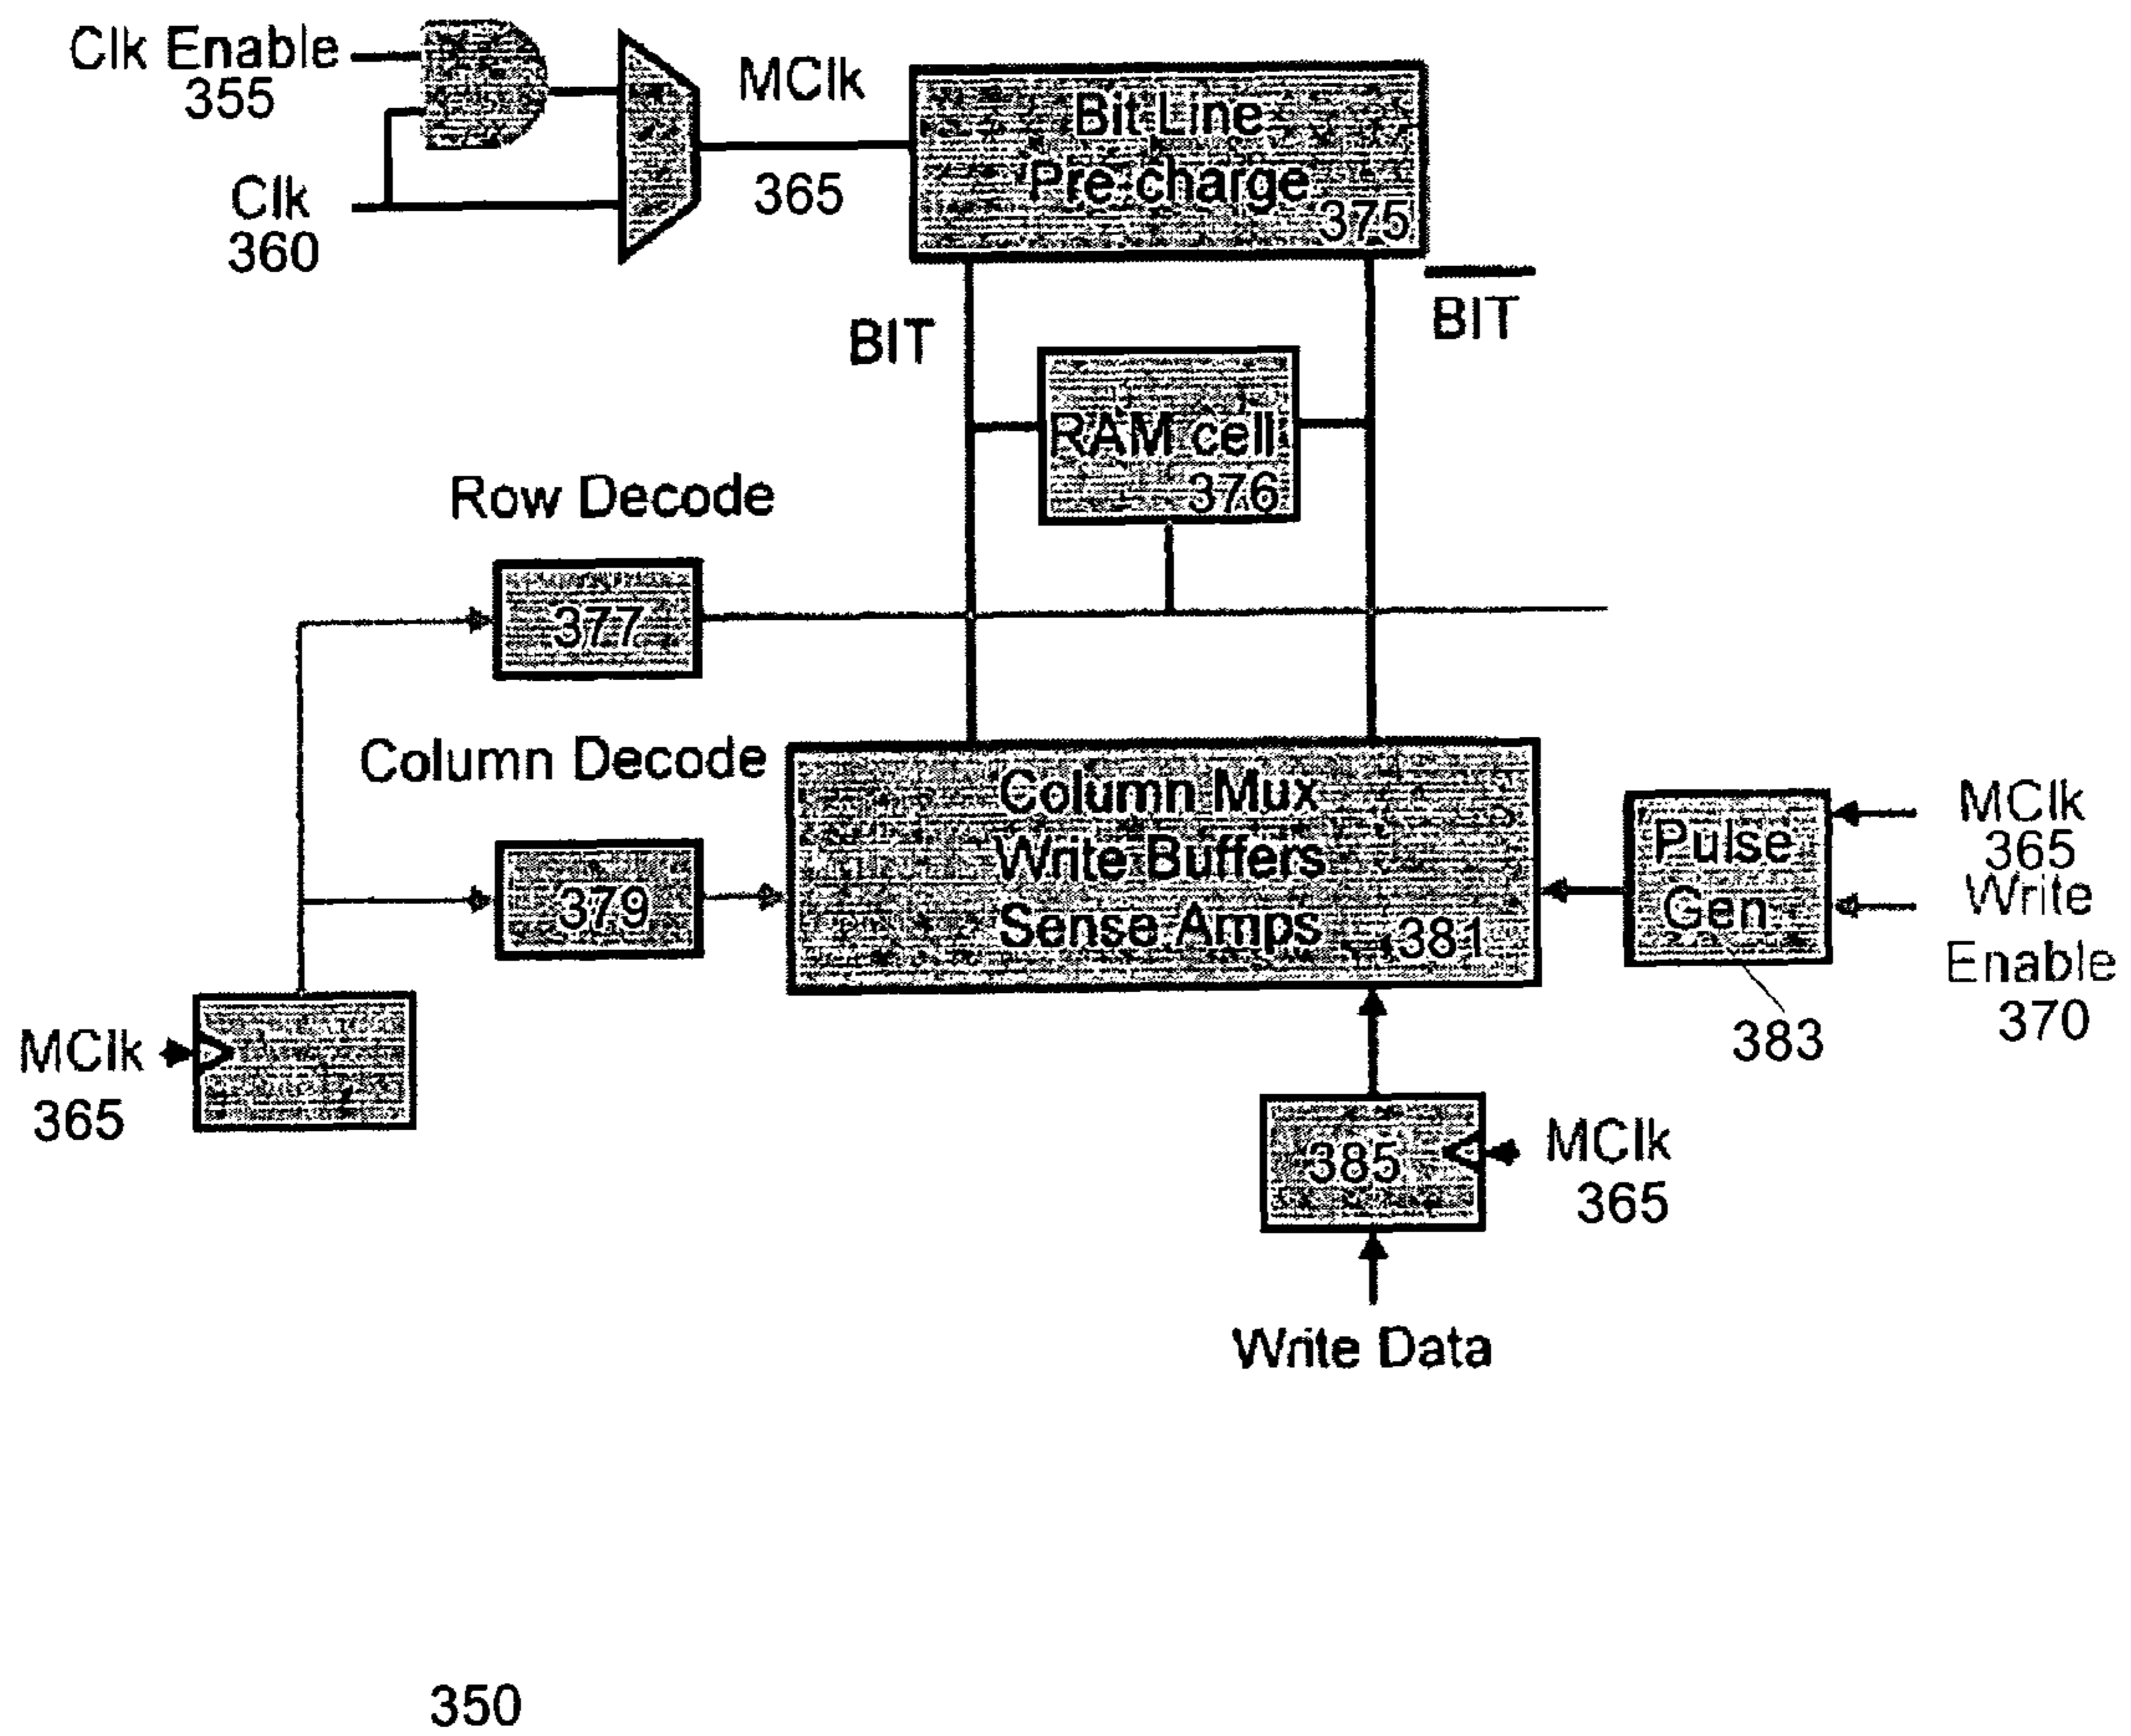 Clk Enable
355
Clk
360
MClk
365
Bit Line
Pre-charge
375
BIT
BIT
RAM cell
376
Row Decode
377
Column Decode
379
Column Mux
Write Buffers
Sense Amps
381
Pulse
Gen
383
MClk
365
Write
Enable
370
MClk
365
385
MClk
365
Write Data
350